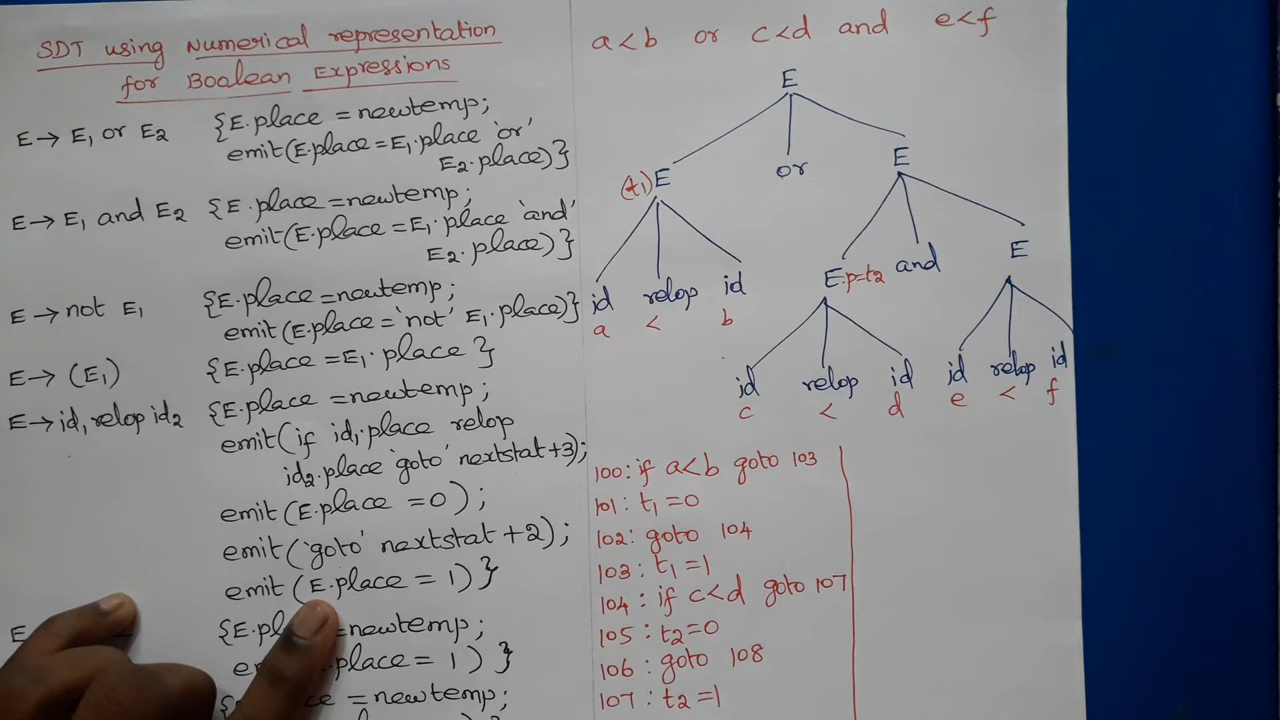 SDT using Numerical representation
for Boolean Expressions
E → E1 or E2 {E.place = newtemp;
emit(E.place = E1.place 'or'
E2.place)}
E → E1 and E2 {E.place = newtemp;
emit(E.place = E1.place 'and'
E2.place)}
E → not E1 {E.place = newtemp;
emit(E.place = 'not' E1.place)}
E → (E1) {E.place = E1.place}
E → id1 relop id2 {E.place = newtemp;
emit(if id1.place relop
id2.place 'goto' nextstat+3);
emit(E.place = 0);
emit('goto' nextstat+2);
emit(E.place = 1)}
E {E.pl = newtemp;
place = 1)}
= newtemp;
a<b or c<d and e<f
E
(t1)E or E
id relop id
a < b
E.p=t2 and E
id relop id id relop id
c < d e < f
100: if a<b goto 103
101: t1=0
102: goto 104
103: t1=1
104: if c<d goto 107
105: t2=0
106: goto 108
107: t2=1